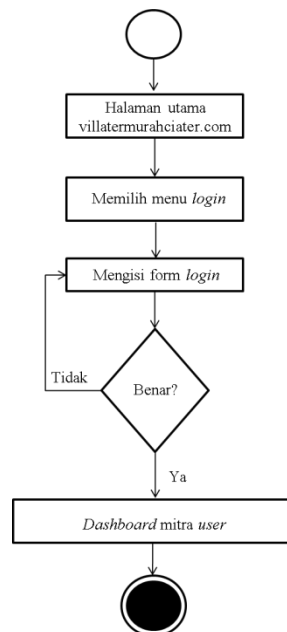 Halaman utama
villatermurahciater.com
Memilih menu login
Mengisi form login
Tidak
Benar?
Ya
Dashboard mitra user